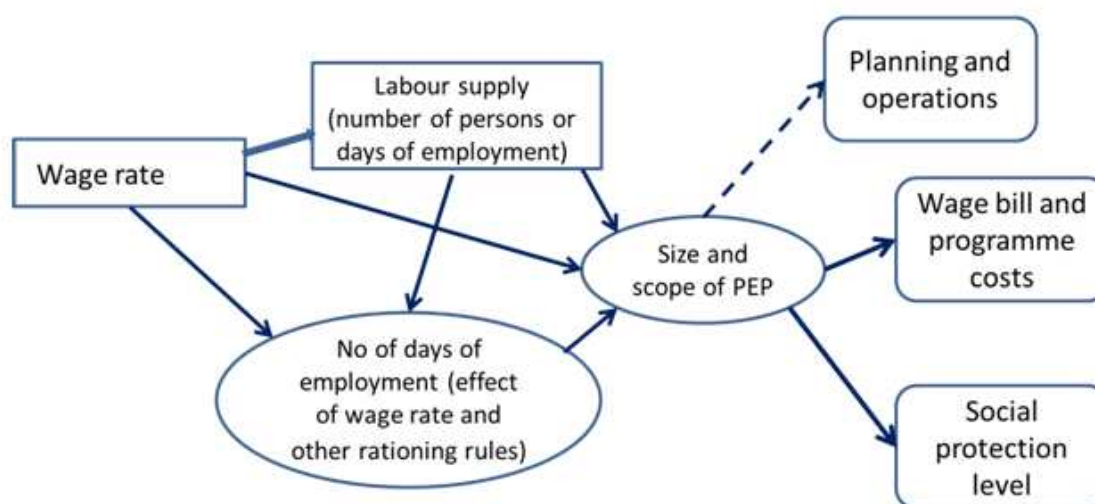 Planning and
operations
Labour supply
(number of persons or
days of employment)
Wage rate
Wage bill and
programme
costs
Size and
scope of PEP
No of days of
employment (effect
of wage rate and
other rationing rules)
Social
protection
level